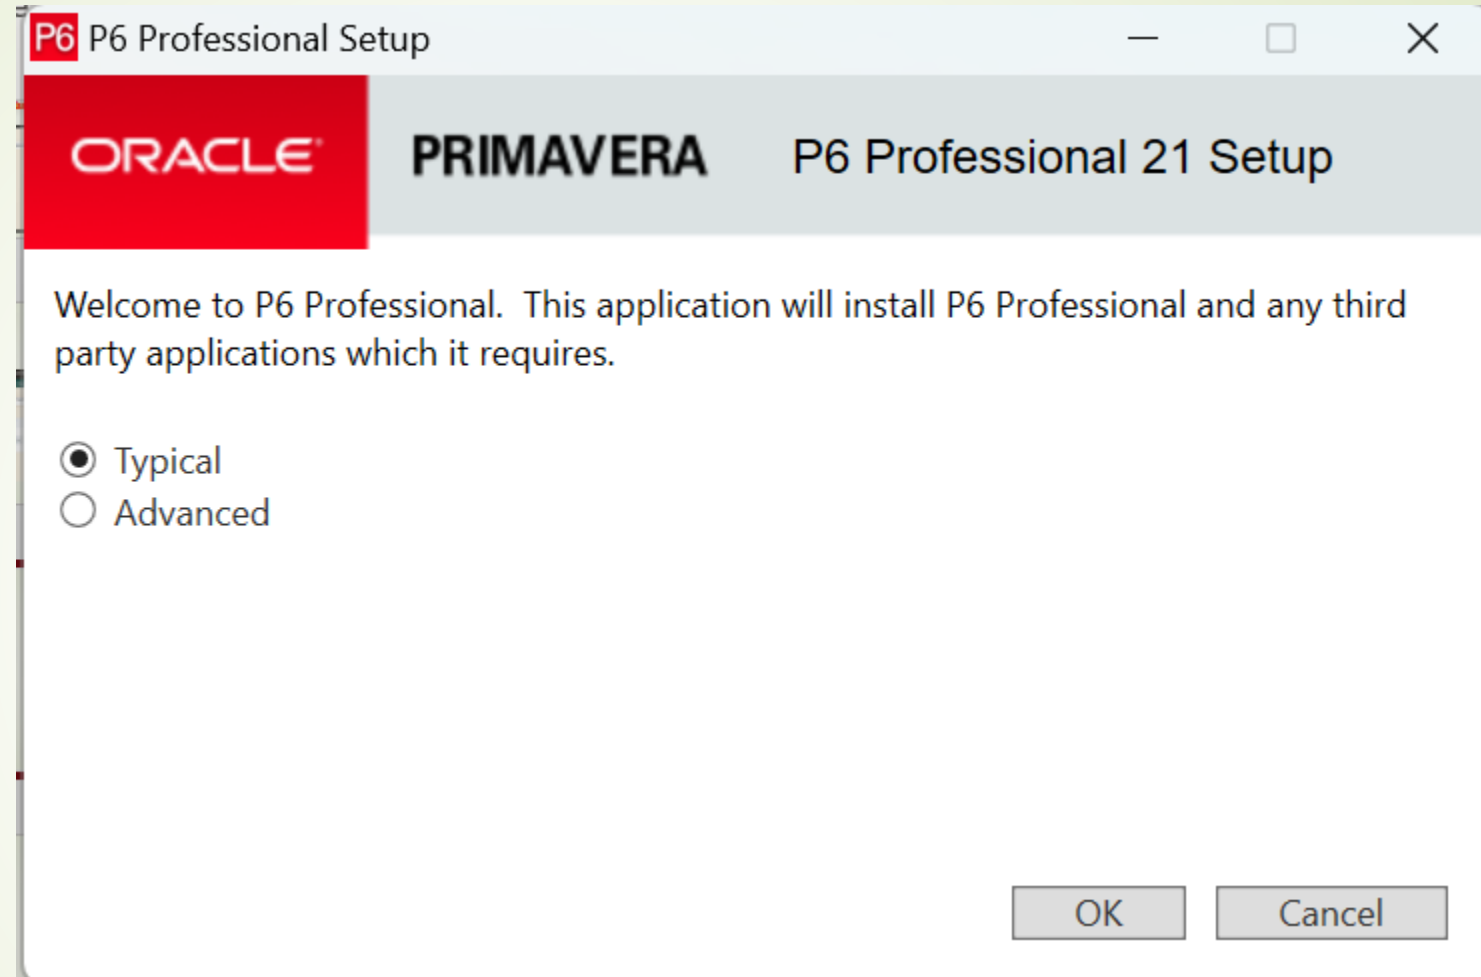 P6 P6 Professional Setup
ORACLE PRIMAVERA P6 Professional 21 Setup
Welcome to P6 Professional. This application will install P6 Professional and any third
party applications which it requires.
Typical
Advanced
OK Cancel